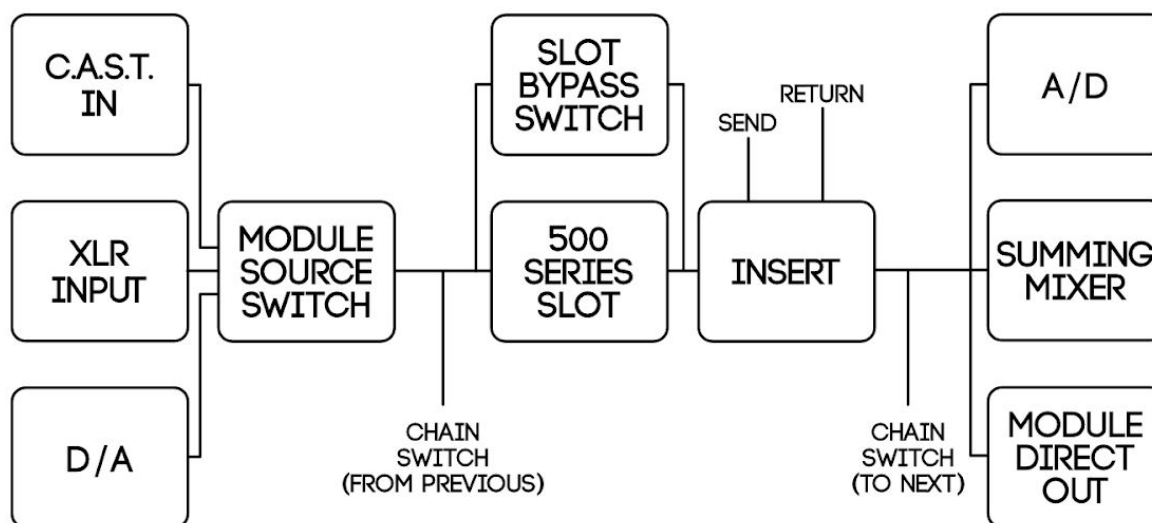 C.A.S.T.
IN
XLR
INPUT
D/A
MODULE
SOURCE
SWITCH
CHAIN
SWITCH
(FROM PREVIOUS)
SLOT
BYPASS
SWITCH
500
SERIES
SLOT
SEND
RETURN
INSERT
CHAIN
SWITCH
(TO NEXT)
A/D
SUMMING
MIXER
MODULE
DIRECT
OUT